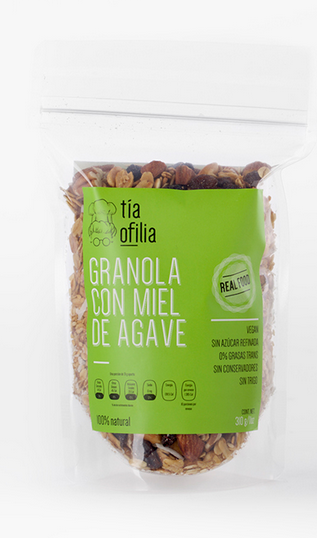 tía
ofilia
GRANOLA
CON MIEL
DE AGAVE
REAL FOOD
VEGAN
SIN AZÚCAR REFINADA
0% GRASAS TRANS
SIN CONSERVADORES
SIN TRIGO
100% natural
CONT. NET.
310 g